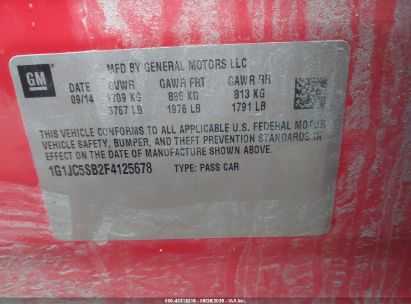 GM
MFD BY GENERAL MOTORS LLC
DATE GVWR GAWR FRT GAWR RR
09/14 1709 KG 896 KG 813 KG
3767 LB 1976 LB 1791 LB
THIS VEHICLE CONFORMS TO ALL APPLICABLE U.S. FEDERAL MOTOR
VEHICLE SAFETY, BUMPER, AND THEFT PREVENTION STANDARDS IN
EFFECT ON THE DATE OF MANUFACTURE SHOWN ABOVE.
1G1JC5SB2F4125678 TYPE: PASS CAR